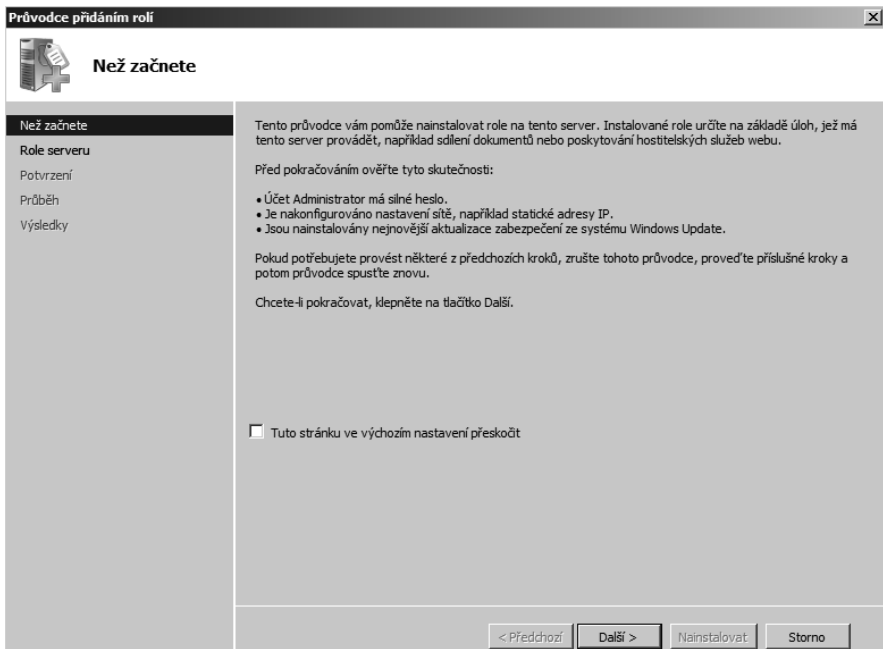 Průvodce přidáním rolí
Než začnete
Než začnete
Role serveru
Potvrzení
Průběh
Výsledky
Tento průvodce vám pomůže nainstalovat role na tento server. Instalované role určíte na základě úloh, jež má
tento server provádět, například sdílení dokumentů nebo poskytování hostitelských služeb webu.
Před pokračováním ověřte tyto skutečnosti:
• Účet Administrator má silné heslo.
• Je nakonfigurováno nastavení sítě, například statické adresy IP.
• Jsou nainstalovány nejnovější aktualizace zabezpečení ze systému Windows Update.
Pokud potřebujete provést některé z předchozích kroků, zrušte tohoto průvodce, proveďte příslušné kroky a
potom průvodce spusťte znovu.
Chcete-li pokračovat, klepněte na tlačítko Další.
Tuto stránku ve výchozím nastavení přeskočit
< Předchozí
Další >
Nainstalovat
Storno